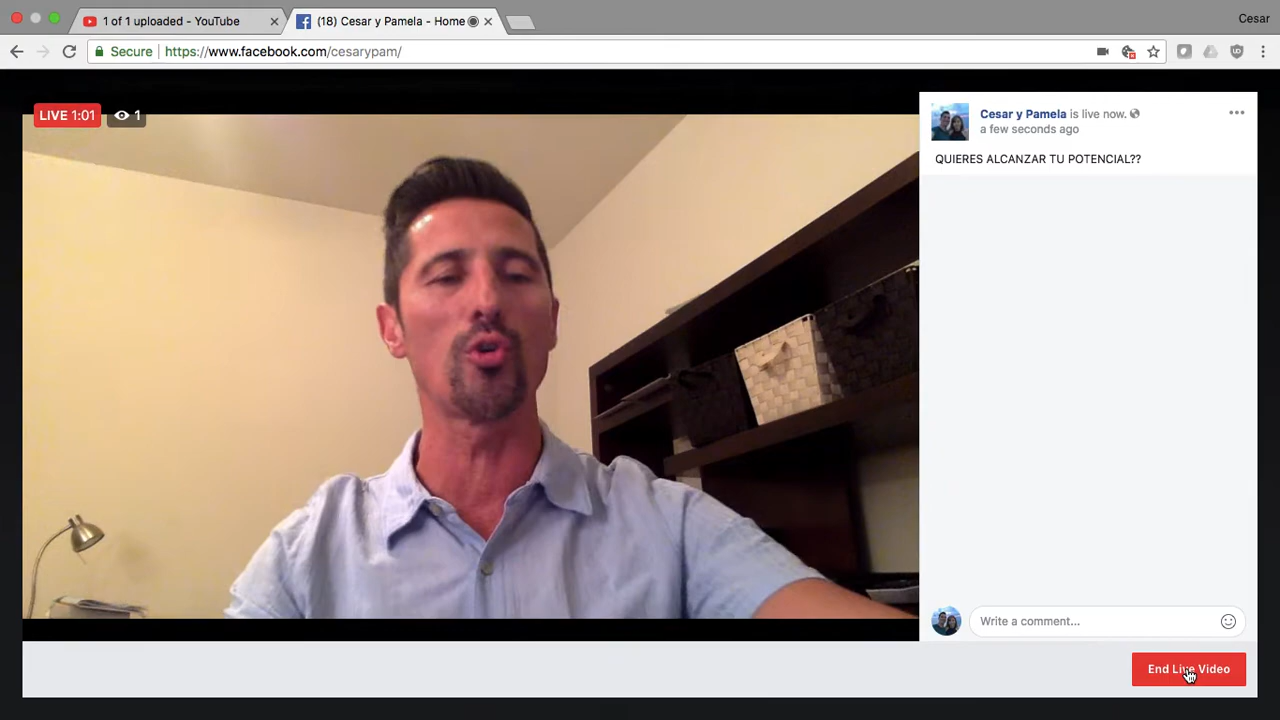 1 of 1 uploaded - YouTube
(18) Cesar y Pamela - Home
Cesar
Secure
https://www.facebook.com/cesarypam/
LIVE 1:01
1
Cesar y Pamela is live now.
a few seconds ago
QUIERES ALCANZAR TU POTENCIAL??
Write a comment...
End Live Video